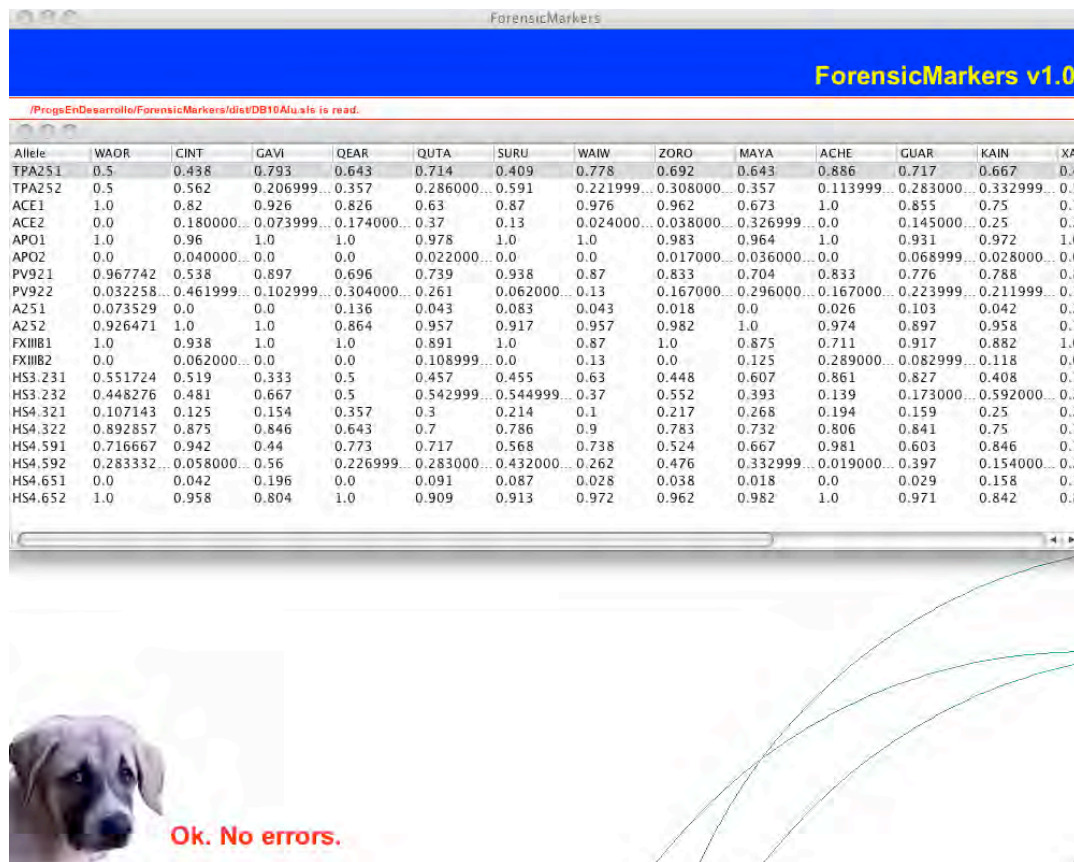 ForensicMarkers
ForensicMarkers v1.0
/ProgsEnDesarrollo/ForensicMarkers/dist/DB10Alu.sls is read.
Allele WAOR CINT GAVI QEAR QUTA SURU WAIW ZORO MAYA ACHE GUAR KAIN XA
TPA251 0.5 0.438 0.793 0.643 0.714 0.409 0.778 0.692 0.643 0.886 0.717 0.667
TPA252 0.5 0.562 0.206999... 0.357 0.286000... 0.591 0.221999... 0.308000... 0.357 0.113999... 0.283000... 0.332999...
ACE1 1.0 0.82 0.926 0.826 0.63 0.87 0.976 0.962 0.673 1.0 0.855 0.75
ACE2 0.0 0.180000... 0.073999... 0.174000... 0.37 0.13 0.024000... 0.038000... 0.326999... 0.0 0.145000... 0.25
APO1 1.0 0.96 1.0 1.0 0.978 1.0 1.0 0.983 0.964 1.0 0.931 0.972 1.0
APO2 0.0 0.040000... 0.0 0.0 0.022000... 0.0 0.0 0.017000... 0.036000... 0.0 0.068999... 0.028000...
PV921 0.967742 0.538 0.897 0.696 0.739 0.938 0.87 0.833 0.704 0.833 0.776 0.788
PV922 0.032258... 0.461999... 0.102999... 0.304000... 0.261 0.062000... 0.13 0.167000... 0.296000... 0.167000... 0.223999... 0.211999...
A251 0.073529 0.0 0.0 0.136 0.043 0.083 0.043 0.018 0.0 0.026 0.103 0.042
A252 0.926471 1.0 1.0 0.864 0.957 0.917 0.957 0.982 1.0 0.974 0.897 0.958
FXIIIB1 1.0 0.938 1.0 1.0 0.891 1.0 0.87 1.0 0.875 0.711 0.917 0.882 1.0
FXIIIB2 0.0 0.062000... 0.0 0.0 0.108999... 0.0 0.13 0.0 0.125 0.289000... 0.082999... 0.118
HS3.231 0.551724 0.519 0.333 0.5 0.457 0.455 0.63 0.448 0.607 0.861 0.827 0.408
HS3.232 0.448276 0.481 0.667 0.5 0.542999... 0.544999... 0.37 0.552 0.393 0.139 0.173000... 0.592000...
HS4.321 0.107143 0.125 0.154 0.357 0.3 0.214 0.1 0.217 0.268 0.194 0.159 0.25
HS4.322 0.892857 0.875 0.846 0.643 0.7 0.786 0.9 0.783 0.732 0.806 0.841 0.75
HS4.591 0.716667 0.942 0.44 0.773 0.717 0.568 0.738 0.524 0.667 0.981 0.603 0.846
HS4.592 0.283332... 0.058000... 0.56 0.226999... 0.283000... 0.432000... 0.262 0.476 0.332999... 0.019000... 0.397 0.154000...
HS4.651 0.0 0.042 0.196 0.0 0.091 0.087 0.028 0.038 0.018 0.0 0.029 0.158
HS4.652 1.0 0.958 0.804 1.0 0.909 0.913 0.972 0.962 0.982 1.0 0.971 0.842
Ok. No errors.